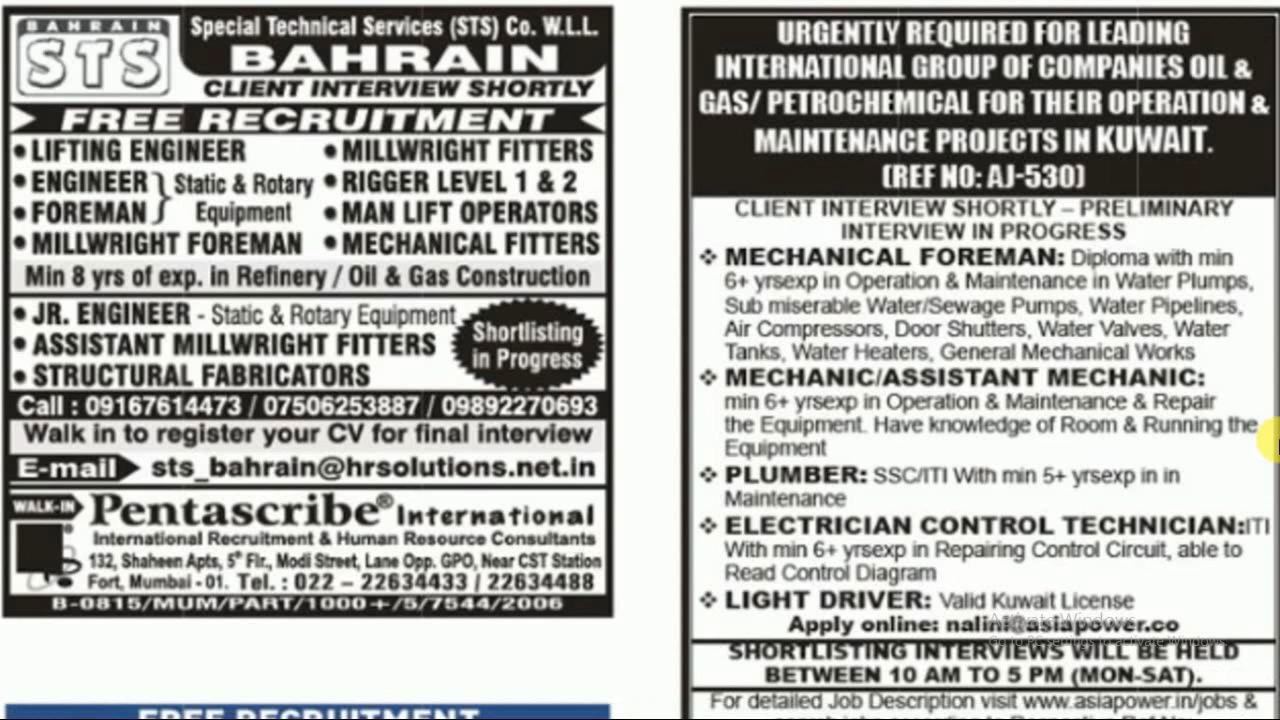 BAHRAIN
STS
Special Technical Services (STS) Co. W.L.L.
BAHRAIN
CLIENT INTERVIEW SHORTLY
FREE RECRUITMENT
• LIFTING ENGINEER
• ENGINEER } Static & Rotary
• FOREMAN } Equipment
• MILLWRIGHT FOREMAN
• MILLWRIGHT FITTERS
• RIGGER LEVEL 1 & 2
• MAN LIFT OPERATORS
• MECHANICAL FITTERS
Min 8 yrs of exp. in Refinery / Oil & Gas Construction
• JR. ENGINEER - Static & Rotary Equipment
• ASSISTANT MILLWRIGHT FITTERS
• STRUCTURAL FABRICATORS
Shortlisting
in Progress
Call : 09167614473 / 07506253887 / 09892270693
Walk in to register your CV for final interview
E-mail sts_bahrain@hrsolutions.net.in
WALK-IN Pentascribe® International
International Recruitment & Human Resource Consultants
132, Shaheen Apts, 5th Flr., Modi Street, Lane Opp. GPO, Near CST Station
Fort, Mumbai - 01. Tel. : 022 – 22634433 / 22634488
B-0815/MUM/PART/1000+/5/7544/2006
FREE RECRUITMENT
URGENTLY REQUIRED FOR LEADING
INTERNATIONAL GROUP OF COMPANIES OIL &
GAS/ PETROCHEMICAL FOR THEIR OPERATION &
MAINTENANCE PROJECTS IN KUWAIT.
(REF NO: AJ-530)
CLIENT INTERVIEW SHORTLY – PRELIMINARY
INTERVIEW IN PROGRESS
❖ MECHANICAL FOREMAN: Diploma with min
6+ yrsexp in Operation & Maintenance in Water Plumps,
Sub miserable Water/Sewage Pumps, Water Pipelines,
Air Compressors, Door Shutters, Water Valves, Water
Tanks, Water Heaters, General Mechanical Works
❖ MECHANIC/ASSISTANT MECHANIC:
min 6+ yrsexp in Operation & Maintenance & Repair
the Equipment. Have knowledge of Room & Running the
Equipment
❖ PLUMBER: SSC/ITI With min 5+ yrsexp in in
Maintenance
❖ ELECTRICIAN CONTROL TECHNICIAN:ITI
With min 6+ yrsexp in Repairing Control Circuit, able to
Read Control Diagram
❖ LIGHT DRIVER: Valid Kuwait License
Apply online: nalini@asiapower.co
Activate Windows
Go to PC settings to activate Windows.
SHORTLISTING INTERVIEWS WILL BE HELD
BETWEEN 10 AM TO 5 PM (MON-SAT).
For detailed Job Description visit www.asiapower.in/jobs &